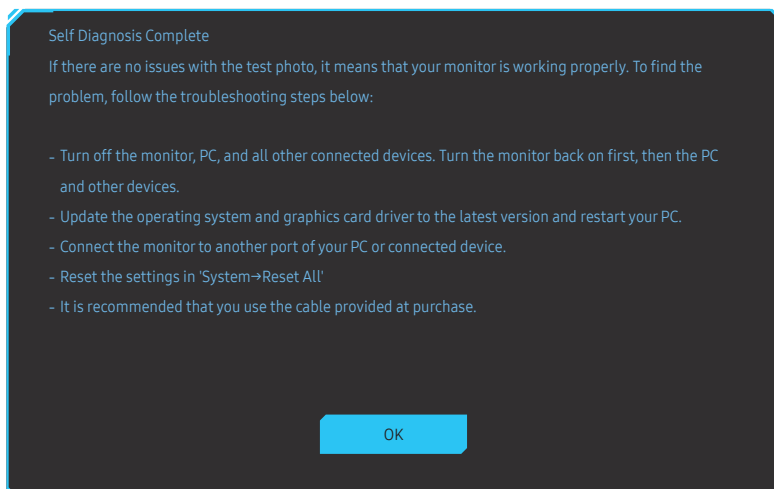 Self Diagnosis Complete
If there are no issues with the test photo, it means that your monitor is working properly. To find the
problem, follow the troubleshooting steps below:
- Turn off the monitor, PC, and all other connected devices. Turn the monitor back on first, then the PC
and other devices.
- Update the operating system and graphics card driver to the latest version and restart your PC.
- Connect the monitor to another port of your PC or connected device.
- Reset the settings in 'System→Reset All'
- It is recommended that you use the cable provided at purchase.
OK